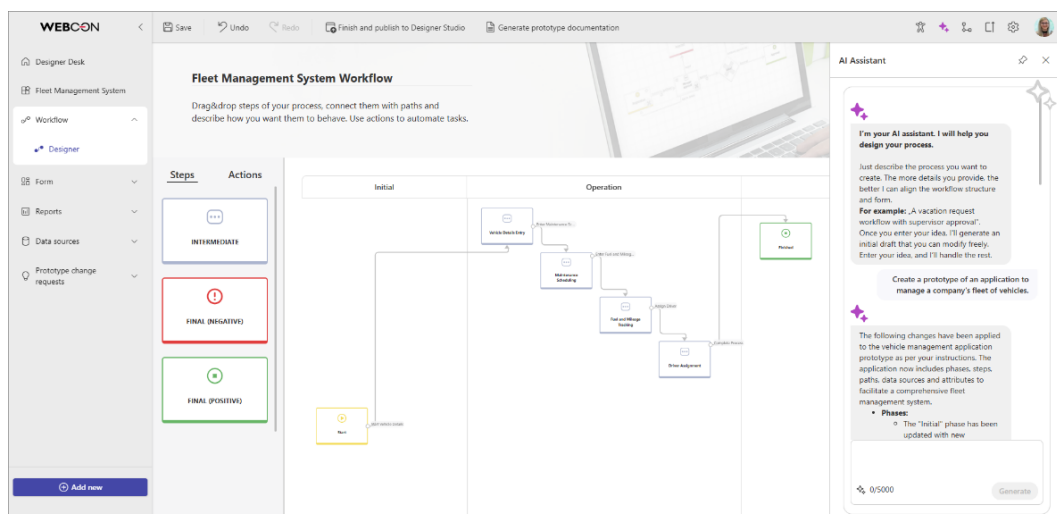 WEBCON
Save
Undo
Redo
Finish and publish to Designer Studio
Generate prototype documentation
Designer Desk
Fleet Management System
Workflow
Designer
Form
Reports
Data sources
Prototype change
requests
Add new
Fleet Management System Workflow
Drag&drop steps of your process, connect them with paths and
describe how you want them to behave. Use actions to automate tasks.
Steps
Actions
INTERMEDIATE
FINAL (NEGATIVE)
FINAL (POSITIVE)
Initial
Operation
Start
Vehicle Details Entry
Maintenance
Scheduling
Fuel and Mileage
Tracking
Assign Driver
Driver Assignment
Complete Process
Finished
AI Assistant
I'm your AI assistant. I will help you
design your process.
Just describe the process you want to
create. The more details you provide, the
better I can align the workflow structure
and form.
For example: „A vacation request
workflow with supervisor approval”.
Once you enter your idea, I'll generate an
initial draft that you can modify freely.
Enter your idea, and I'll handle the rest.
Create a prototype of an application to
manage a company's fleet of vehicles.
The following changes have been applied
to the vehicle management application
prototype as per your instructions. The
application now includes phases, steps,
paths, data sources and attributes to
facilitate a comprehensive fleet
management system.
• Phases:
○ The "Initial" phase has been
updated with new
0/5000
Generate